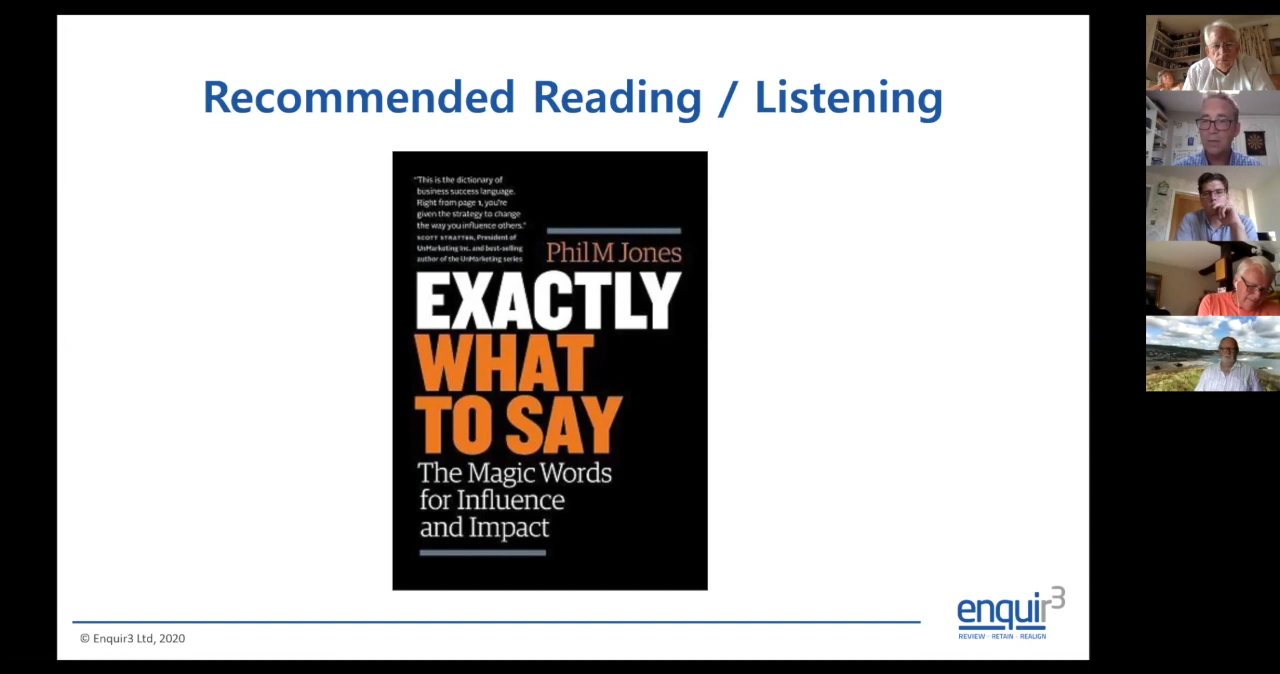 Recommended Reading / Listening
"This is the dictionary of
business success language.
Right from page 1, you're
given the strategy to change
the way you influence others."
SCOTT STRATTEN, President of
UnMarketing Inc. and best-selling
author of the UnMarketing series
Phil M Jones
EXACTLY
WHAT
TO SAY
The Magic Words
for Influence
and Impact
enquir3
REVIEW - RETAIN - REALIGN
© Enquir3 Ltd, 2020